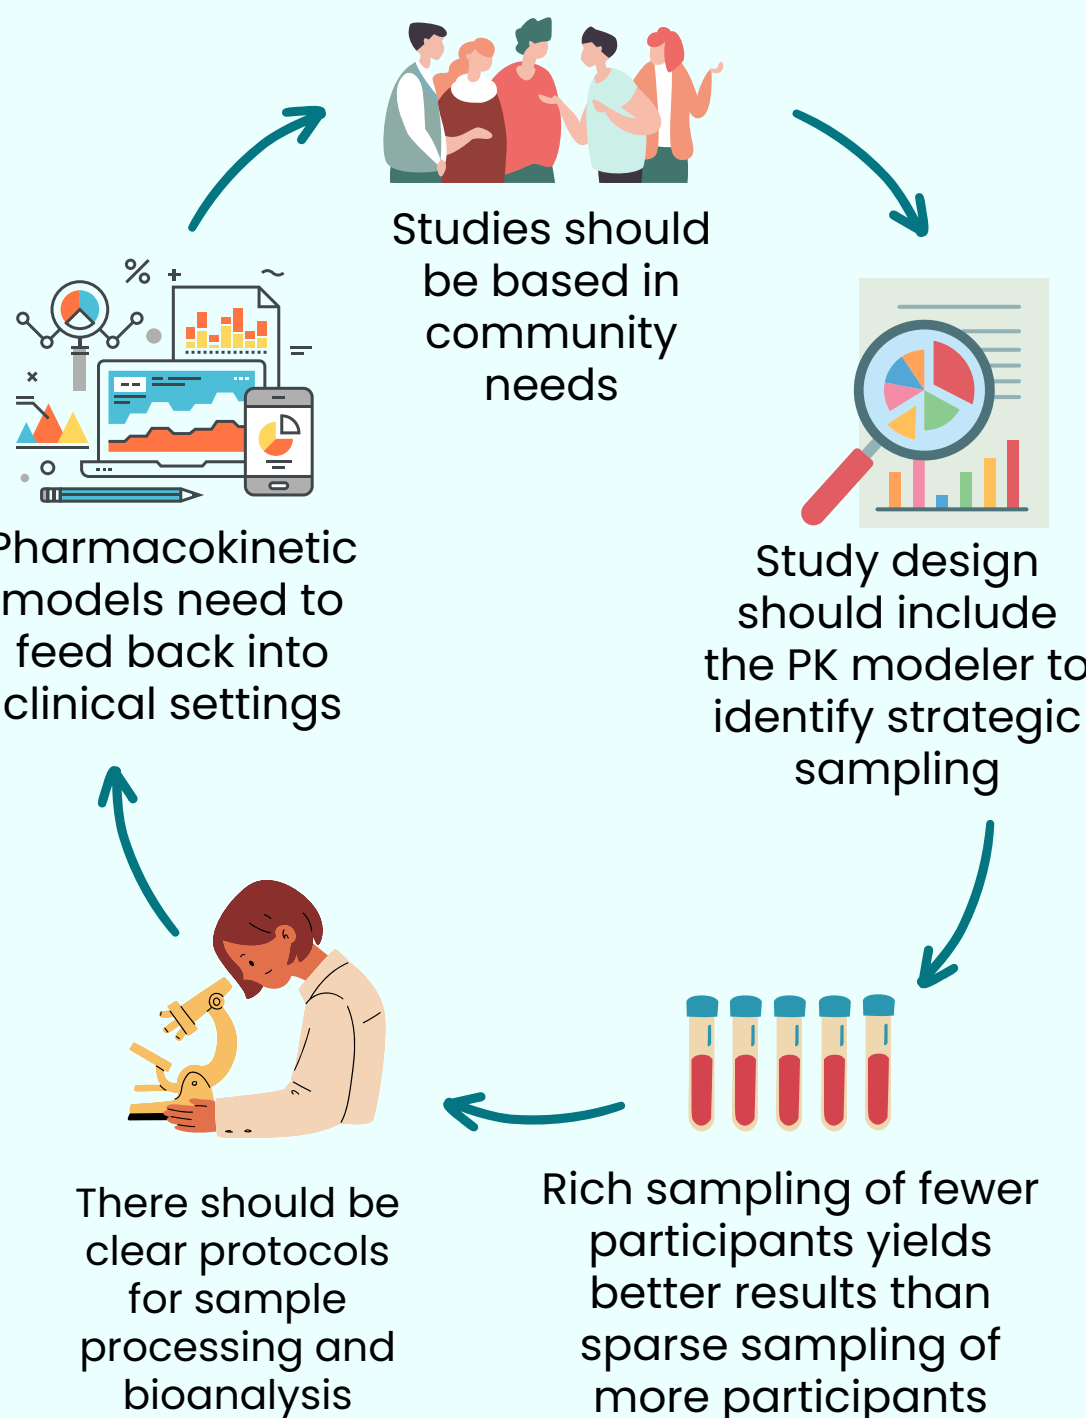 Studies should
be based in
community
needs
Study design
should include
the PK modeler to
identify strategic
sampling
Rich sampling of fewer
participants yields
better results than
sparse sampling of
more participants
There should be
clear protocols
for sample
processing and
bioanalysis
Pharmacokinetic
models need to
feed back into
clinical settings